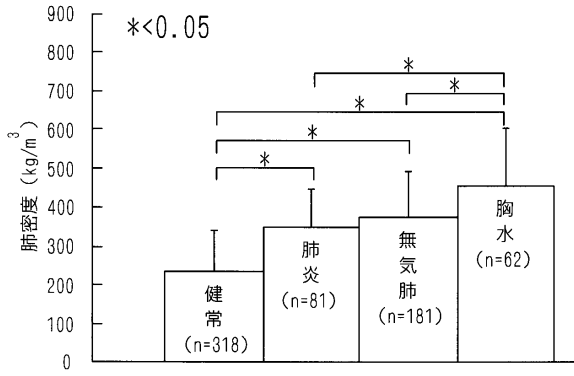 *<0.05
900
800
700
600
500
400
300
200
100
0
肺密度 (kg/m³)
*
*
*
*
*
健常
(n=318)
肺炎
(n=81)
無気肺
(n=181)
胸水
(n=62)